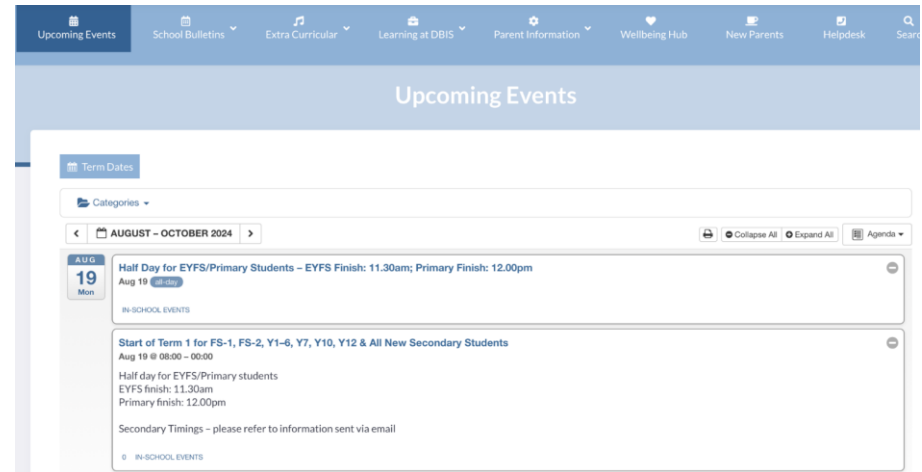 Upcoming Events
School Bulletins
Extra Curricular
Learning at DBIS
Parent Information
Wellbeing Hub
New Parents
Helpdesk
Upcoming Events
Term Dates
Categories
AUGUST – OCTOBER 2024
Collapse All
Expand All
Agenda
AUG
19
Mon
Half Day for EYFS/Primary Students – EYFS Finish: 11.30am; Primary Finish: 12.00pm
Aug 19 all-day
IN-SCHOOL EVENTS
Start of Term 1 for FS-1, FS-2, Y1–6, Y7, Y10, Y12 & All New Secondary Students
Aug 19 @ 08:00 – 00:00
Half day for EYFS/Primary students
EYFS finish: 11.30am
Primary finish: 12.00pm
Secondary Timings – please refer to information sent via email
0 IN-SCHOOL EVENTS